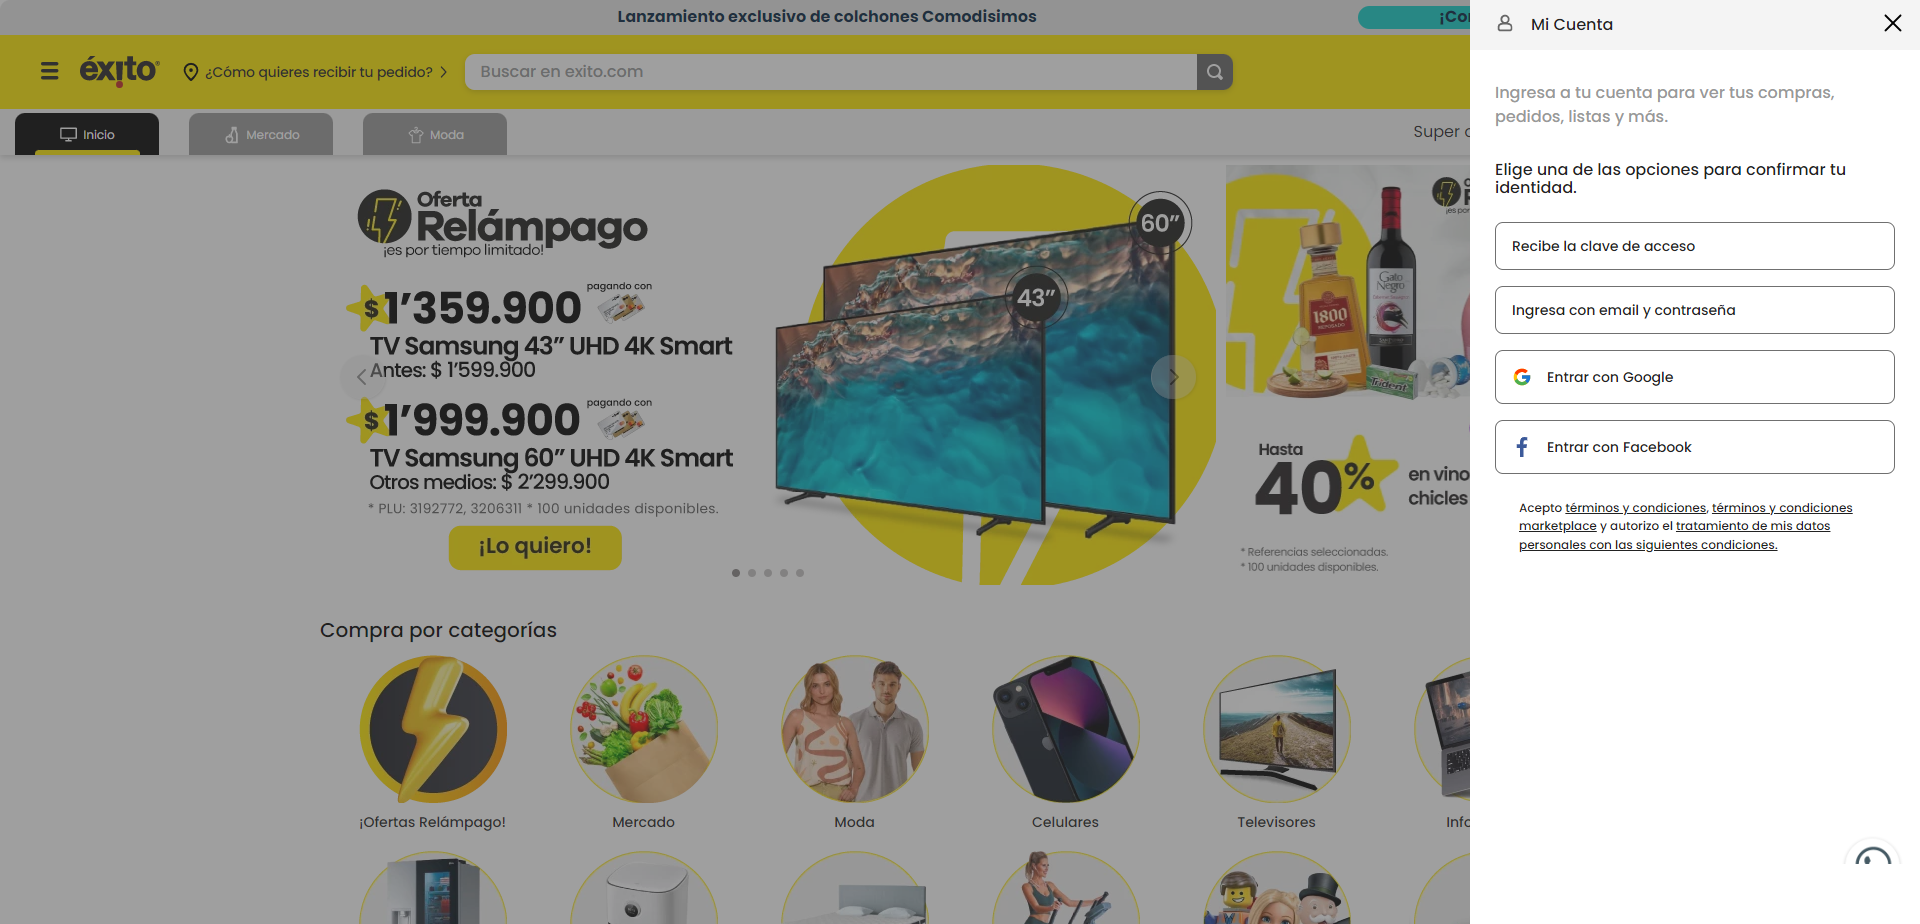 Lanzamiento exclusivo de colchones Comodisimos
éxito
¿Cómo quieres recibir tu pedido?
Buscar en exito.com
Inicio
Mercado
Moda
Super
Oferta
Relámpago
¡es por tiempo limitado!
$1'359.900
pagando con
TV Samsung 43” UHD 4K Smart
Antes: $ 1'599.900
$1'999.900
pagando con
TV Samsung 60” UHD 4K Smart
Otros medios: $ 2'299.900
* PLU: 3192772, 3206311 * 100 unidades disponibles.
¡Lo quiero!
60”
43”
1800
Gato
Negro
Trident
Hasta
40%
en vino
chicles
* Referencias seleccionadas.
* 100 unidades disponibles.
Compra por categorías
¡Ofertas Relámpago!
Mercado
Moda
Celulares
Televisores
Mi Cuenta
Ingresa a tu cuenta para ver tus compras,
pedidos, listas y más.
Elige una de las opciones para confirmar tu
identidad.
Recibe la clave de acceso
Ingresa con email y contraseña
Entrar con Google
Entrar con Facebook
Acepto términos y condiciones, términos y condiciones
marketplace y autorizo el tratamiento de mis datos
personales con las siguientes condiciones.